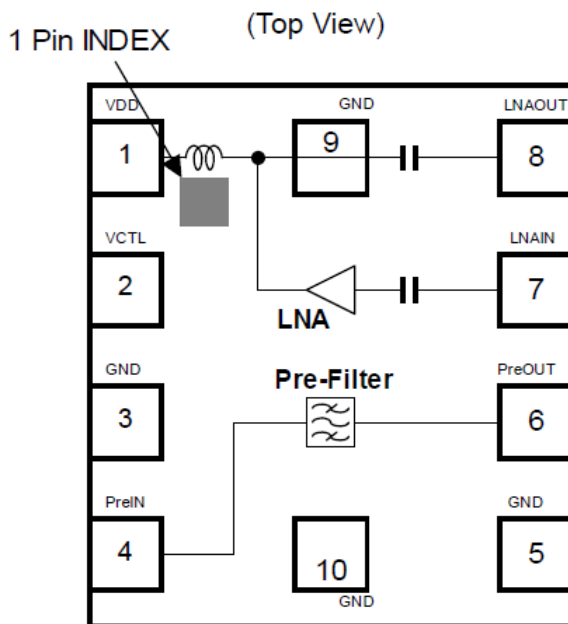 (Top View)
1 Pin INDEX
VDD
1
GND
9
LNAOUT
8
VCTL
2
LNA
LNAIN
7
GND
3
Pre-Filter
PreOUT
6
PreIN
4
10
GND
GND
5